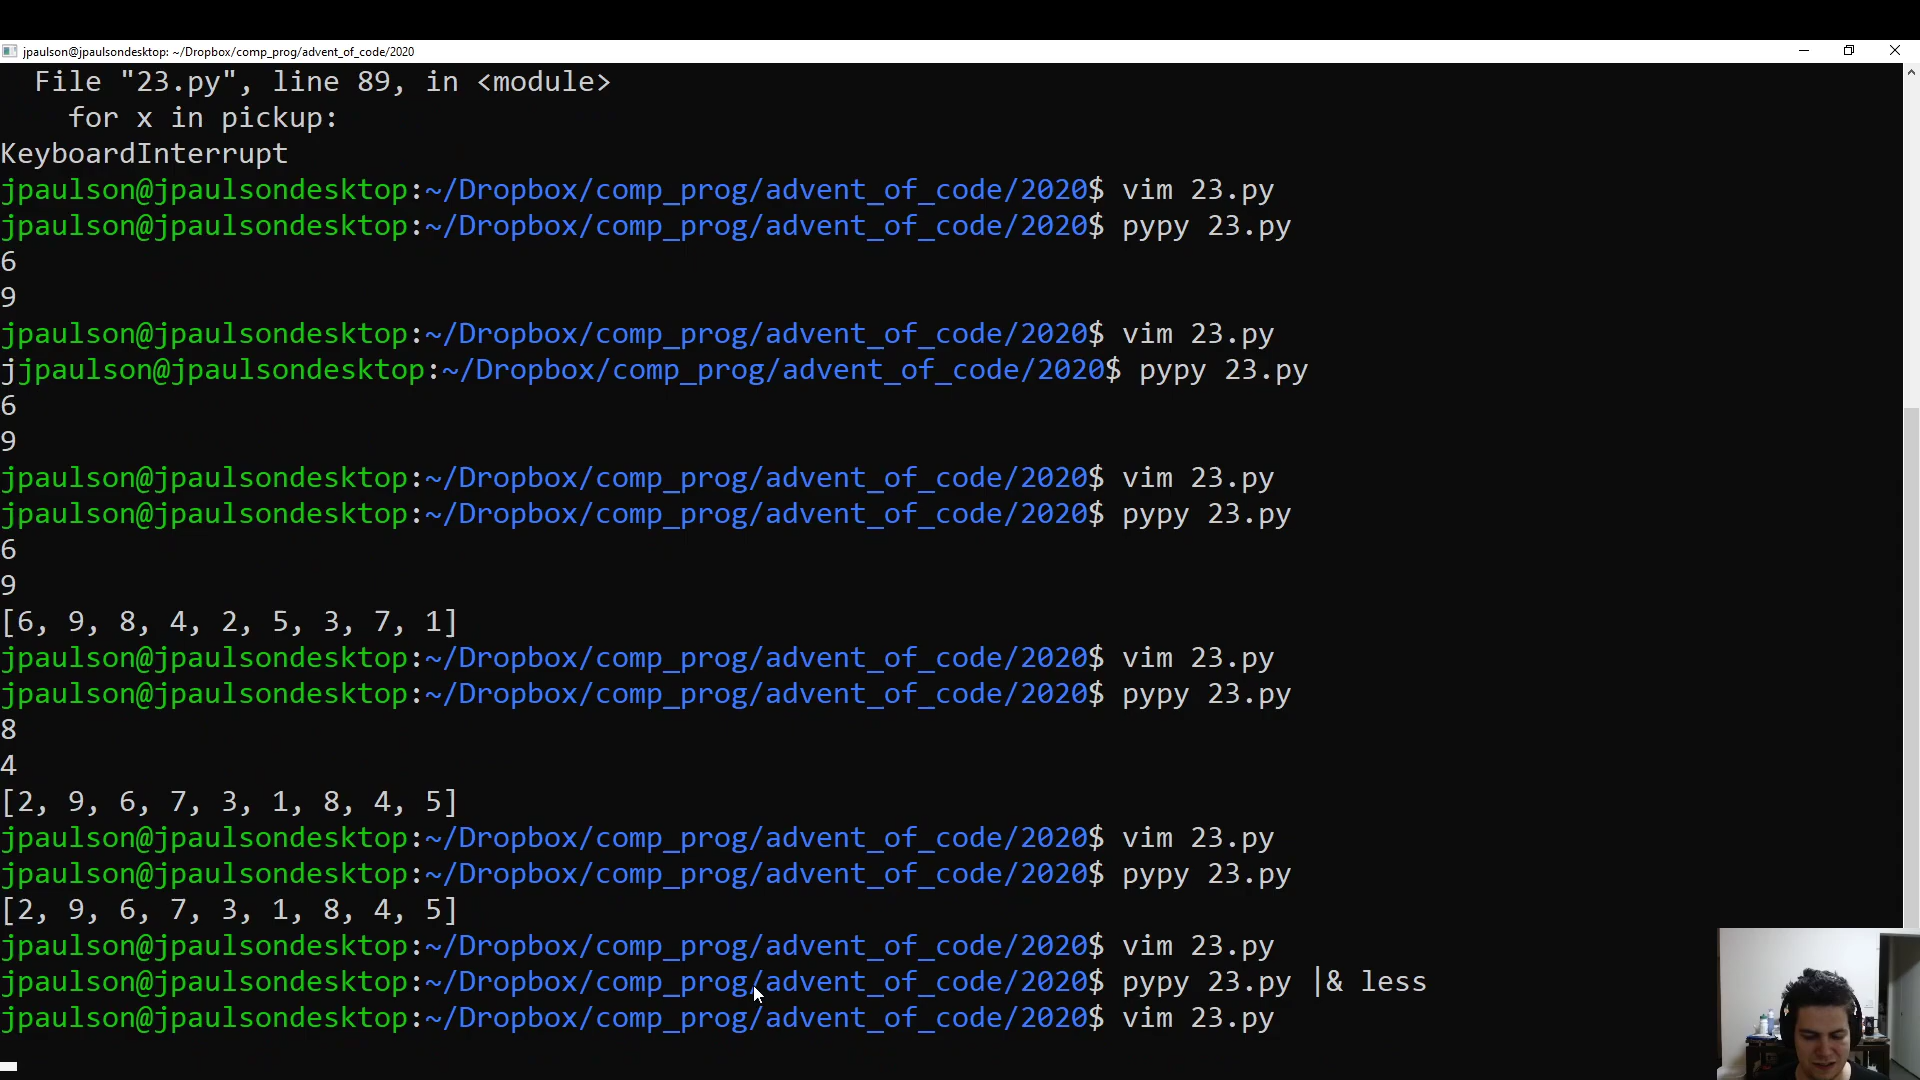 jpaulson@jpaulsondesktop: ~/Dropbox/comp_prog/advent_of_code/2020
  File "23.py", line 89, in <module>
    for x in pickup:
KeyboardInterrupt
jpaulson@jpaulsondesktop:~/Dropbox/comp_prog/advent_of_code/2020$ vim 23.py
jpaulson@jpaulsondesktop:~/Dropbox/comp_prog/advent_of_code/2020$ pypy 23.py
6
9
jpaulson@jpaulsondesktop:~/Dropbox/comp_prog/advent_of_code/2020$ vim 23.py
jjpaulson@jpaulsondesktop:~/Dropbox/comp_prog/advent_of_code/2020$ pypy 23.py
6
9
jpaulson@jpaulsondesktop:~/Dropbox/comp_prog/advent_of_code/2020$ vim 23.py
jpaulson@jpaulsondesktop:~/Dropbox/comp_prog/advent_of_code/2020$ pypy 23.py
6
9
[6, 9, 8, 4, 2, 5, 3, 7, 1]
jpaulson@jpaulsondesktop:~/Dropbox/comp_prog/advent_of_code/2020$ vim 23.py
jpaulson@jpaulsondesktop:~/Dropbox/comp_prog/advent_of_code/2020$ pypy 23.py
8
4
[2, 9, 6, 7, 3, 1, 8, 4, 5]
jpaulson@jpaulsondesktop:~/Dropbox/comp_prog/advent_of_code/2020$ vim 23.py
jpaulson@jpaulsondesktop:~/Dropbox/comp_prog/advent_of_code/2020$ pypy 23.py
[2, 9, 6, 7, 3, 1, 8, 4, 5]
jpaulson@jpaulsondesktop:~/Dropbox/comp_prog/advent_of_code/2020$ vim 23.py
jpaulson@jpaulsondesktop:~/Dropbox/comp_prog/advent_of_code/2020$ pypy 23.py |& less
jpaulson@jpaulsondesktop:~/Dropbox/comp_prog/advent_of_code/2020$ vim 23.py